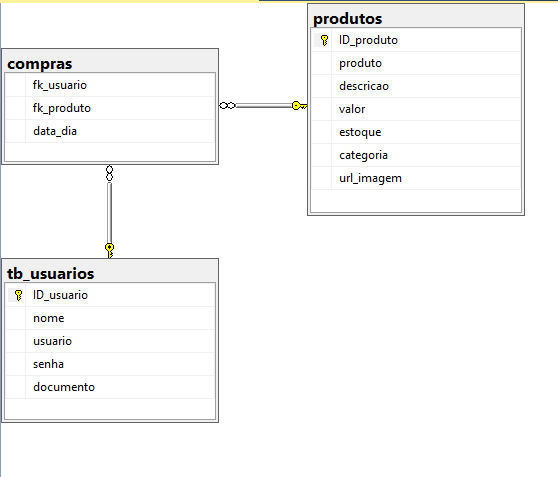 compras
fk_usuario
fk_produto
data_dia
produtos
ID_produto
produto
descricao
valor
estoque
categoria
url_imagem
tb_usuarios
ID_usuario
nome
usuario
senha
documento